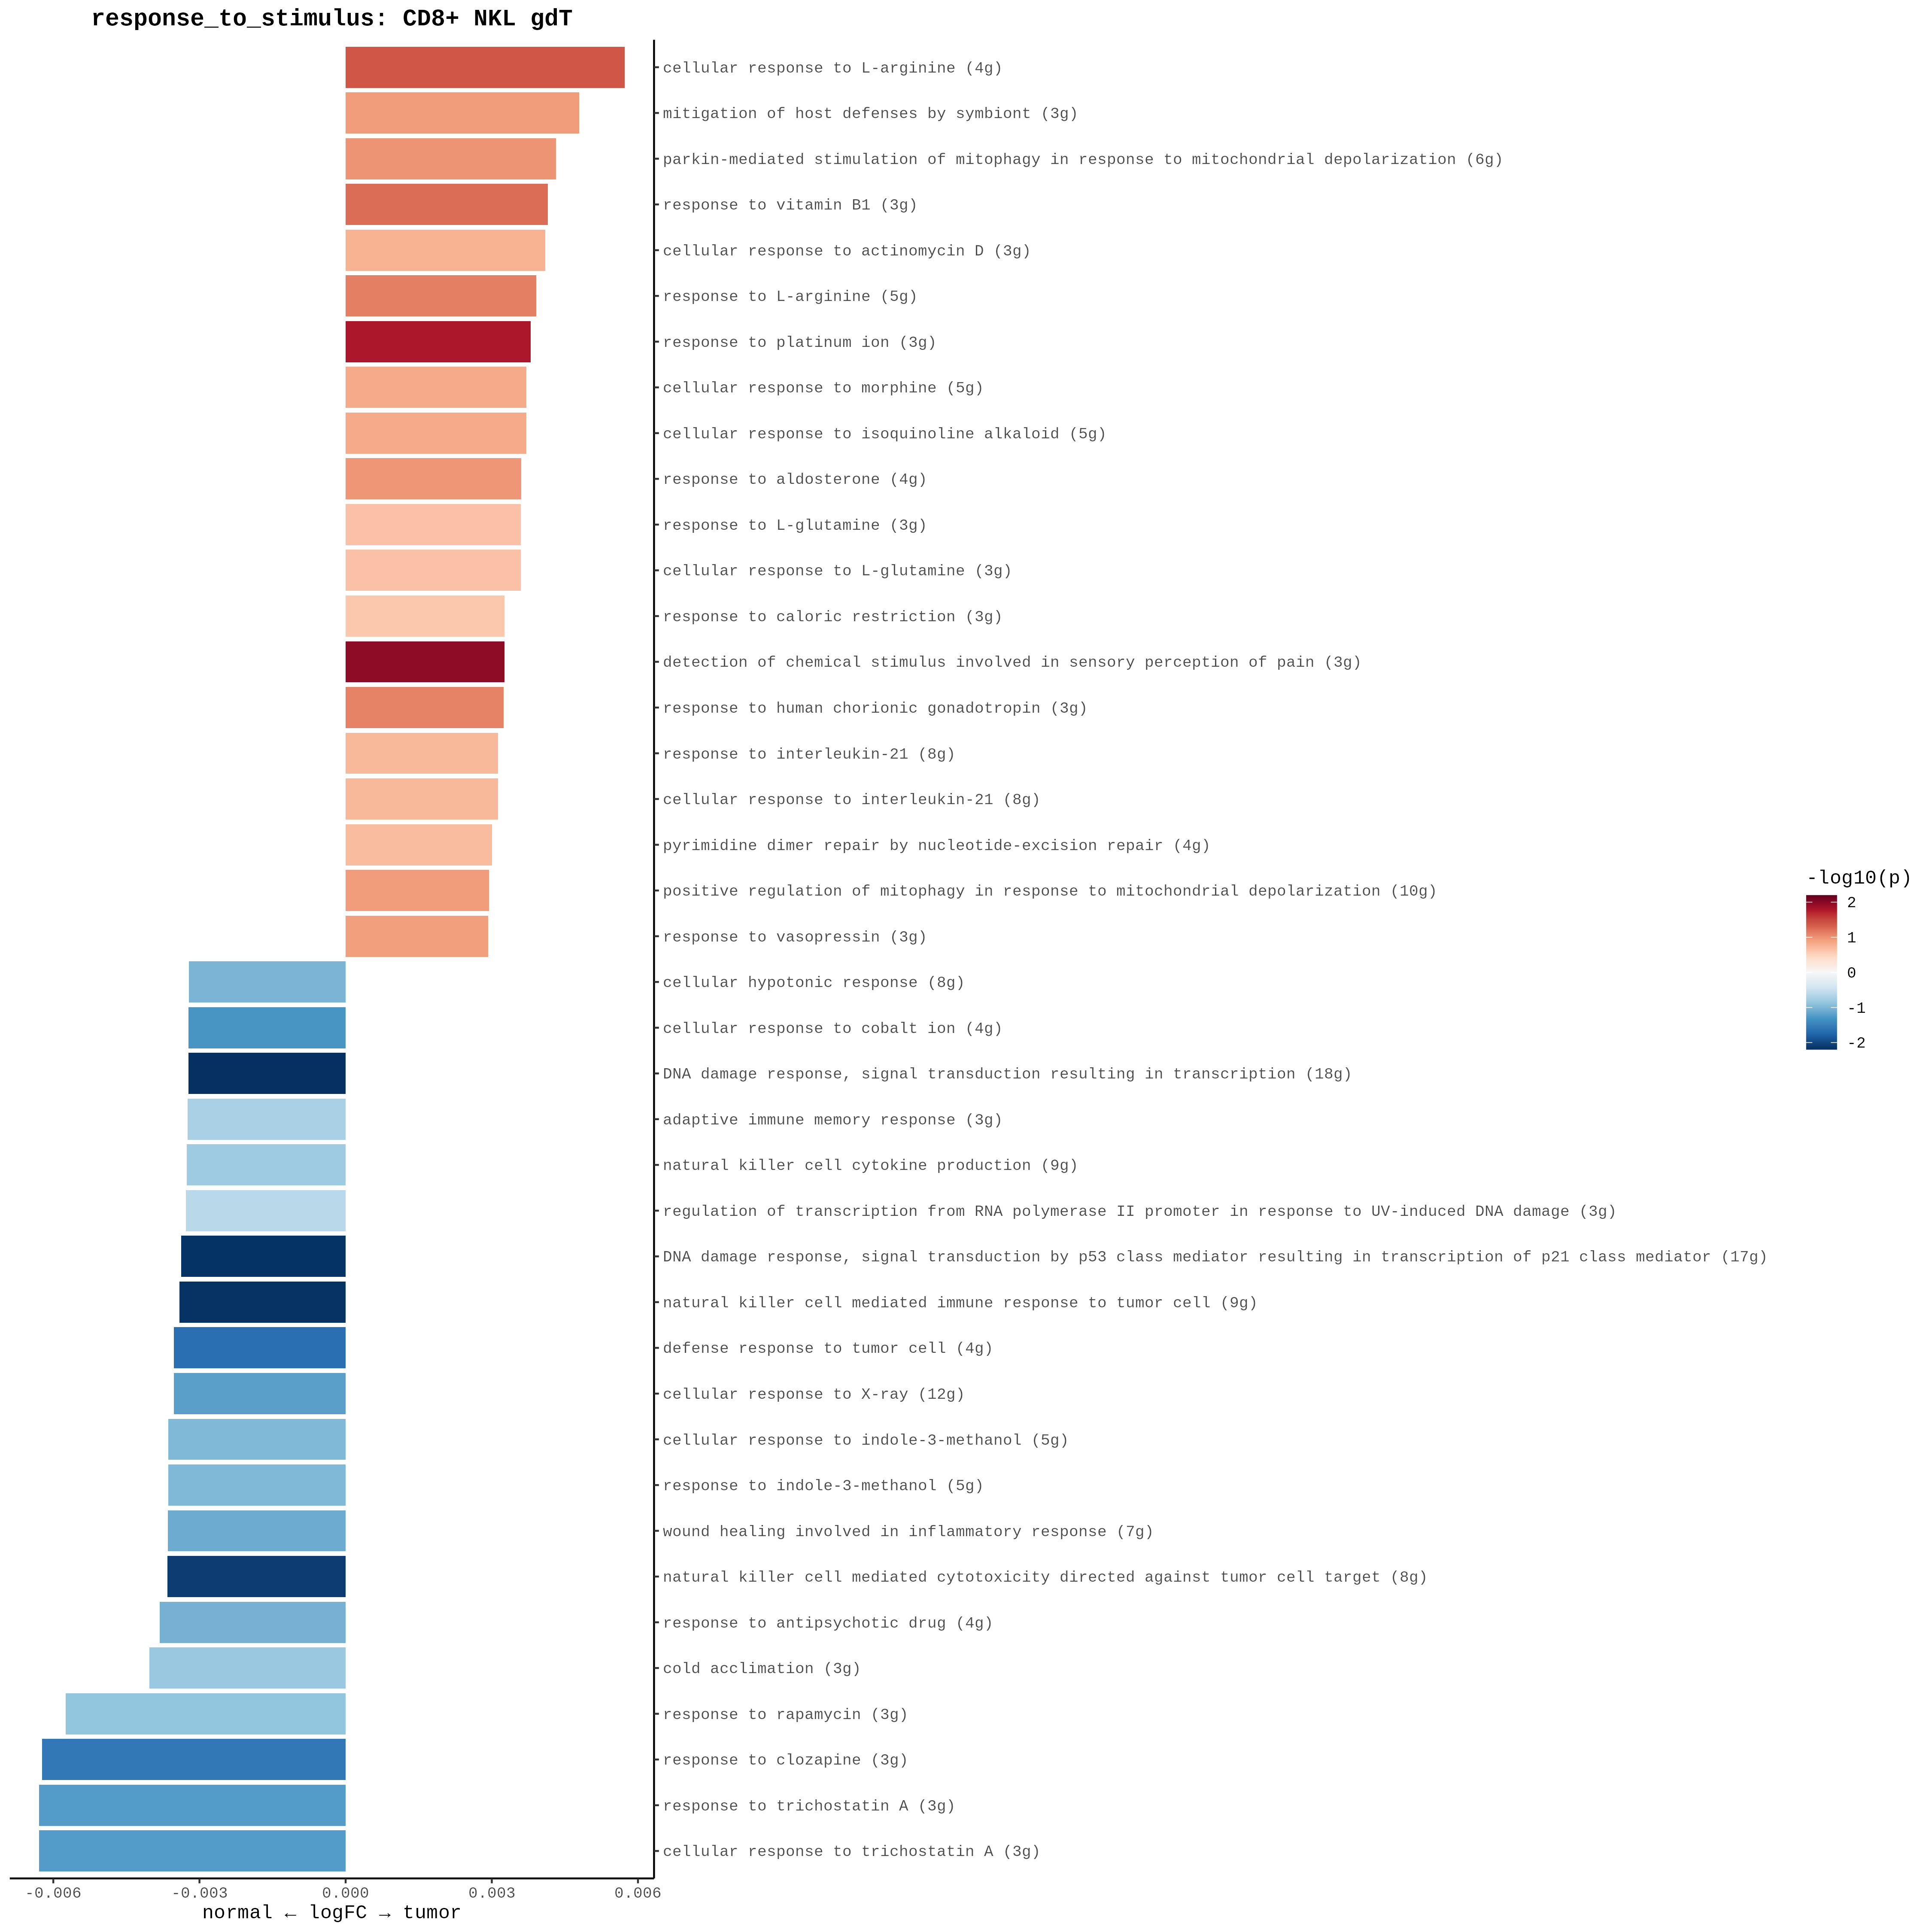 response_to_stimulus: CD8+ NKL gdT
cellular response to L-arginine (4g)
mitigation of host defenses by symbiont (3g)
parkin-mediated stimulation of mitophagy in response to mitochondrial depolarization (6g)
response to vitamin B1 (3g)
cellular response to actinomycin D (3g)
response to L-arginine (5g)
response to platinum ion (3g)
cellular response to morphine (5g)
cellular response to isoquinoline alkaloid (5g)
response to aldosterone (4g)
response to L-glutamine (3g)
cellular response to L-glutamine (3g)
response to caloric restriction (3g)
detection of chemical stimulus involved in sensory perception of pain (3g)
response to human chorionic gonadotropin (3g)
response to interleukin-21 (8g)
cellular response to interleukin-21 (8g)
pyrimidine dimer repair by nucleotide-excision repair (4g)
positive regulation of mitophagy in response to mitochondrial depolarization (10g)
response to vasopressin (3g)
cellular hypotonic response (8g)
cellular response to cobalt ion (4g)
DNA damage response, signal transduction resulting in transcription (18g)
adaptive immune memory response (3g)
natural killer cell cytokine production (9g)
regulation of transcription from RNA polymerase II promoter in response to UV-induced DNA damage (3g)
DNA damage response, signal transduction by p53 class mediator resulting in transcription of p21 class mediator (17g)
natural killer cell mediated immune response to tumor cell (9g)
defense response to tumor cell (4g)
cellular response to X-ray (12g)
cellular response to indole-3-methanol (5g)
response to indole-3-methanol (5g)
wound healing involved in inflammatory response (7g)
natural killer cell mediated cytotoxicity directed against tumor cell target (8g)
response to antipsychotic drug (4g)
cold acclimation (3g)
response to rapamycin (3g)
response to clozapine (3g)
response to trichostatin A (3g)
cellular response to trichostatin A (3g)
-0.006 -0.003 0.000 0.003 0.006
normal ← logFC → tumor
-log10(p)
2
1
0
-1
-2